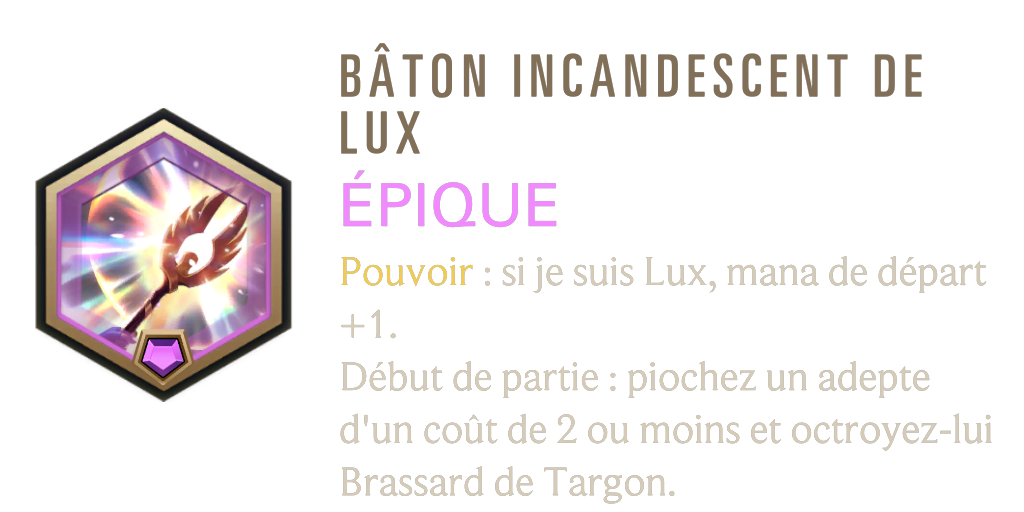 BÂTON INCANDESCENT DE
LUX
ÉPIQUE
Pouvoir : si je suis Lux, mana de départ
+1.
Début de partie : piochez un adepte
d'un coût de 2 ou moins et octroyez-lui
Brassard de Targon.